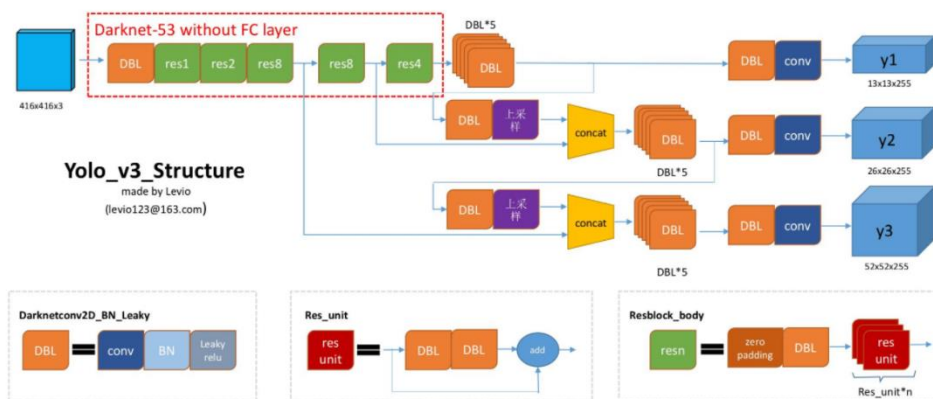 Darknet-53 without FC layer
DBL*5
DBL
res1
res2
res8
res8
res4
DBL
DBL
conv
y1
416x416x3
13x13x255
DBL
上采
样
concat
DBL
DBL
conv
y2
Yolo_v3_Structure
made by Levio
(levio123@163.com)
DBL*5
26x26x255
DBL
上采
样
concat
DBL
DBL
conv
y3
DBL*5
52x52x255
Darknetconv2D_BN_Leaky
DBL
=
conv
BN
Leaky
relu
Res_unit
res
unit
=
DBL
DBL
add
Resblock_body
resn
=
zero
padding
DBL
res
unit
Res_unit*n